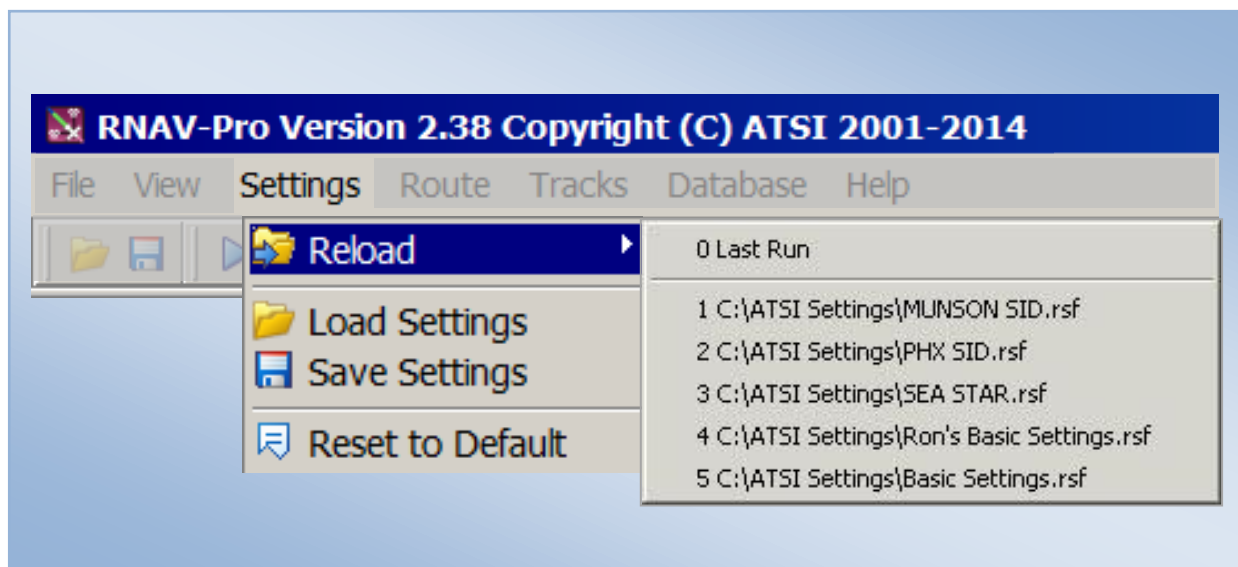 RNAV-Pro Version 2.38 Copyright (C) ATSI 2001-2014
File View Settings Route Tracks Database Help
Reload
Load Settings
Save Settings
Reset to Default
0 Last Run
1 C:\ATSI Settings\MUNSON SID.rsf
2 C:\ATSI Settings\PHX SID.rsf
3 C:\ATSI Settings\SEA STAR.rsf
4 C:\ATSI Settings\Ron's Basic Settings.rsf
5 C:\ATSI Settings\Basic Settings.rsf